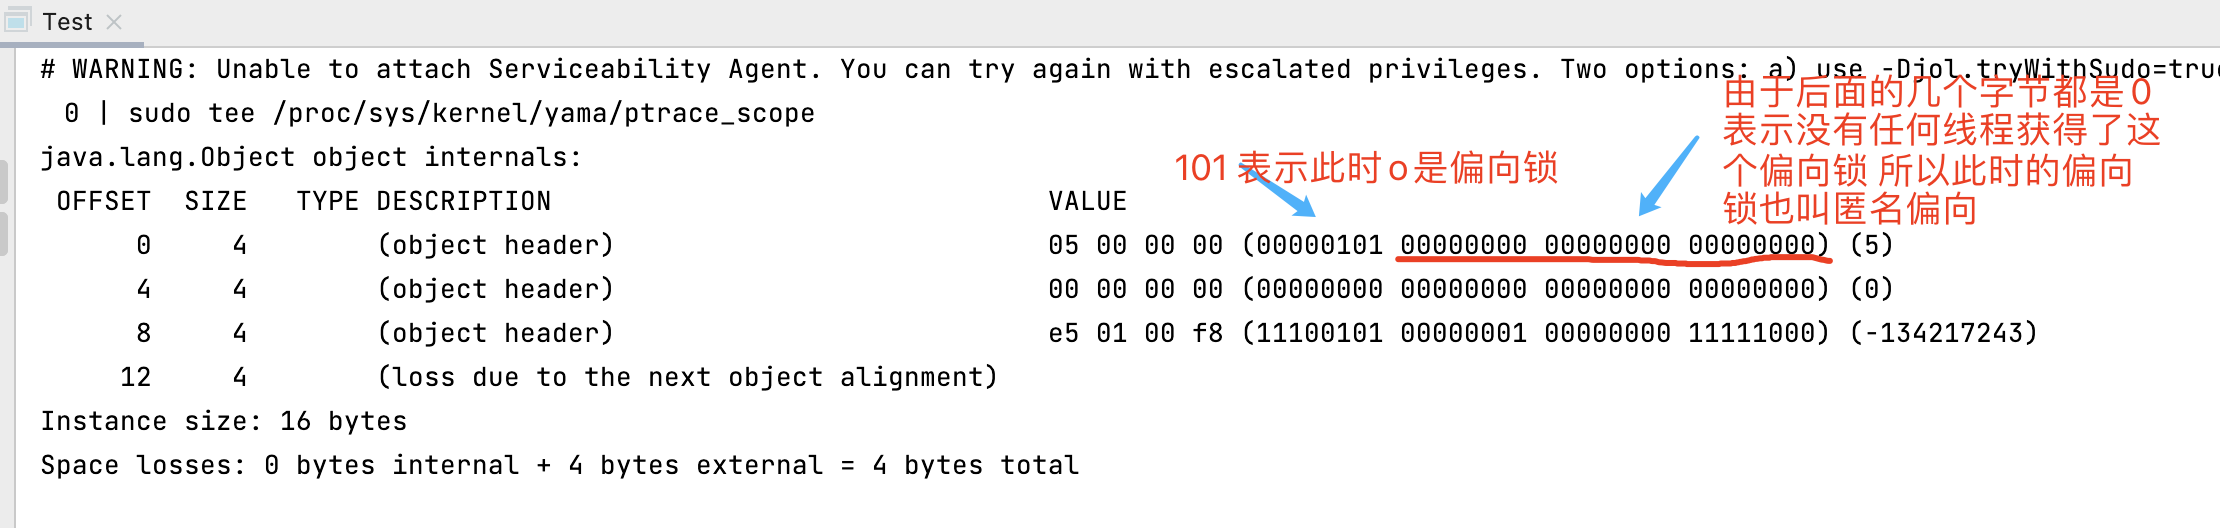 Test
# WARNING: Unable to attach Serviceability Agent. You can try again with escalated privileges. Two options: a) use -Djol.tryWithSudo=true
0 | sudo tee /proc/sys/kernel/yama/ptrace_scope
由于后面的几个字节都是0
表示没有任何线程获得了这
个偏向锁 所以此时的偏向
锁也叫匿名偏向
java.lang.Object object internals:
101 表示此时o是偏向锁
OFFSET SIZE TYPE DESCRIPTION VALUE
0 4 (object header) 05 00 00 00 (00000101 00000000 00000000 00000000) (5)
4 4 (object header) 00 00 00 00 (00000000 00000000 00000000 00000000) (0)
8 4 (object header) e5 01 00 f8 (11100101 00000001 00000000 11111000) (-134217243)
12 4 (loss due to the next object alignment)
Instance size: 16 bytes
Space losses: 0 bytes internal + 4 bytes external = 4 bytes total